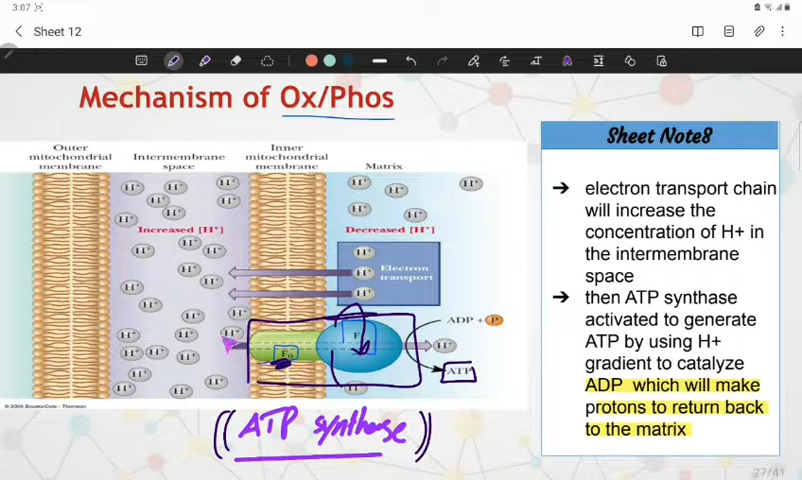 3:07
Sheet 12
Mechanism of Ox/Phos
Outer
mitochondrial
membrane
Intermembrane
space
Inner
mitochondrial
membrane
Matrix
H⁺ H⁺ H⁺ H⁺ H⁺ H⁺
H⁺ H⁺
H⁺ H⁺ H⁺ H⁺
H⁺
Increased [H⁺]
Decreased [H⁺]
H⁺ H⁺ H⁺ H⁺
H⁺ H⁺ H⁺
H⁺ H⁺
H⁺ H⁺
Electron
transport
H⁺ H⁺
ADP + P
H⁺ H⁺ H⁺
F₀
F
H⁺
H⁺ H⁺ H⁺
ATP
H⁺ H⁺
H⁺ H⁺ H⁺
© 2006 Brooks/Cole - Thomson
((ATP synthase))
Sheet Note8
➔ electron transport chain
will increase the
concentration of H+ in
the intermembrane
space
➔ then ATP synthase
activated to generate
ATP by using H+
gradient to catalyze
ADP which will make
protons to return back
to the matrix
27/41